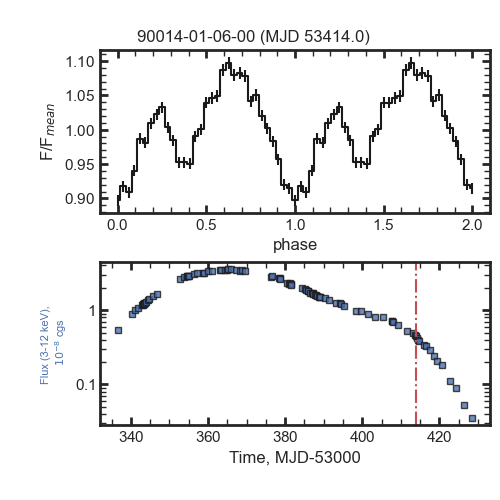 90014-01-06-00 (MJD 53414.0)
1.10
1.05
1.00
0.95
0.90
F/Fmean
0.0 0.5 1.0 1.5 2.0
phase
1
0.1
Flux (3-12 keV),
10⁻⁸ cgs
340 360 380 400 420
Time, MJD-53000